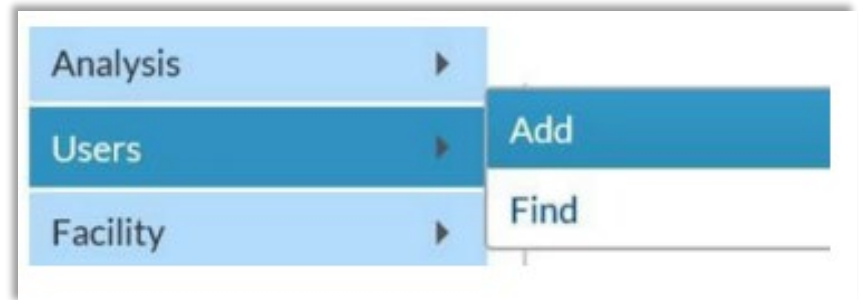 Analysis
Users
Facility
Add
Find